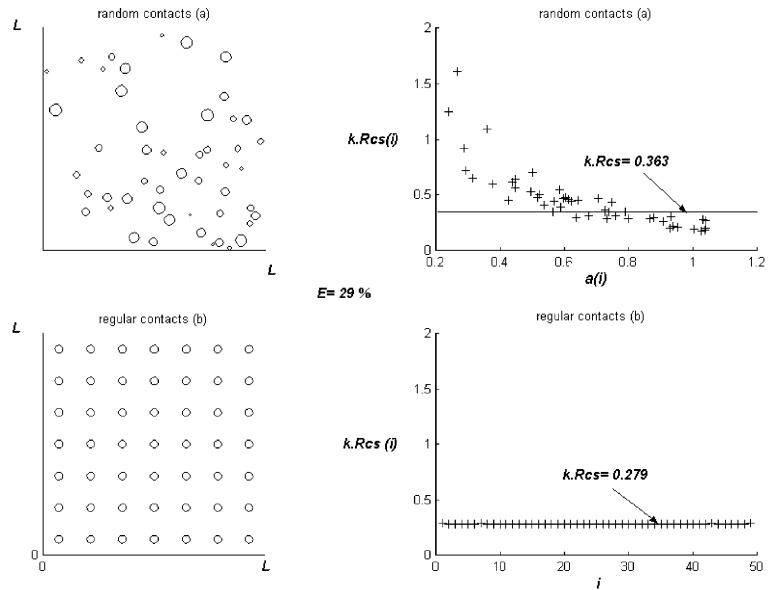 random contacts (a)
L
L
random contacts (a)
2
1.5
1
0.5
0
k.Rcs(i)
k.Rcs= 0.363
0.2
0.4
0.6
0.8
1
1.2
a(i)
E= 29 %
regular contacts (b)
L
0
0
L
regular contacts (b)
2
1.5
1
0.5
0
k.Rcs (i)
k.Rcs= 0.279
0
10
20
30
40
50
i